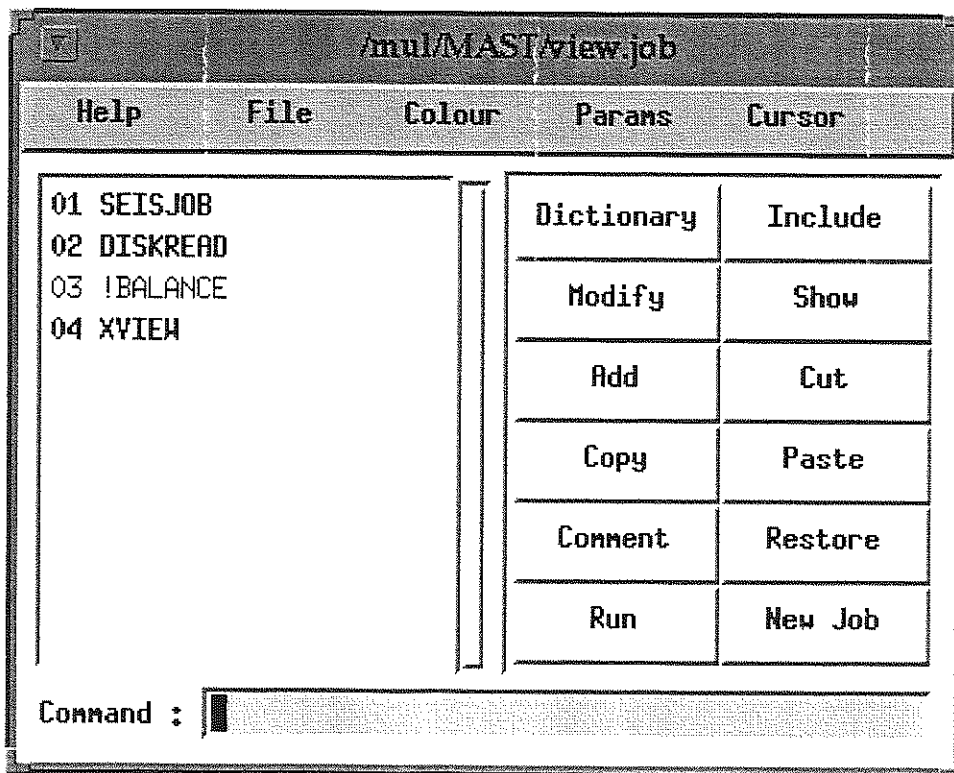 /mul/MAST/view.job
Help File Colour Params Cursor
01 SEISJOB
02 DISKREAD
03 !BALANCE
04 XVIEW
Dictionary Include
Modify Show
Add Cut
Copy Paste
Comment Restore
Run New Job
Command :